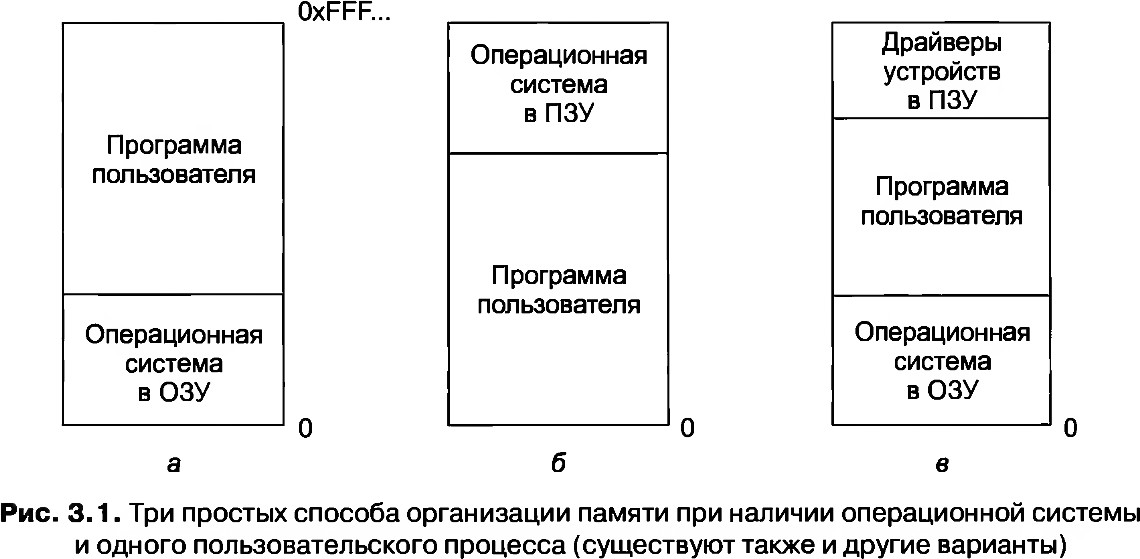 0xFFF...
Программа
пользователя
Операционная
система
в ОЗУ
0
а
Операционная
система
в ПЗУ
Программа
пользователя
0
б
Драйверы
устройств
в ПЗУ
Программа
пользователя
Операционная
система
в ОЗУ
0
в
Рис. 3.1. Три простых способа организации памяти при наличии операционной системы
и одного пользовательского процесса (существуют также и другие варианты)